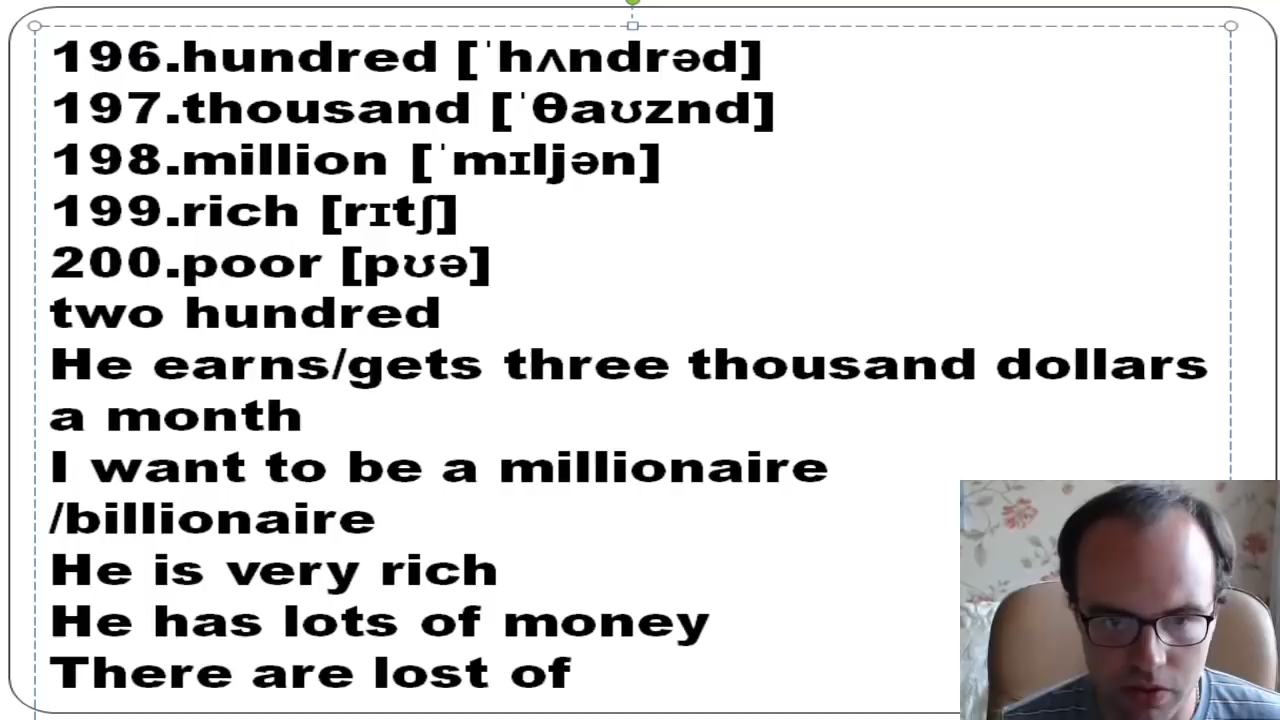 196.hundred [ˈhʌndrəd]
197.thousand [ˈθaʊznd]
198.million [ˈmɪljən]
199.rich [rɪtʃ]
200.poor [pʊə]
two hundred
He earns/gets three thousand dollars
a month
I want to be a millionaire
/billionaire
He is very rich
He has lots of money
There are lost of